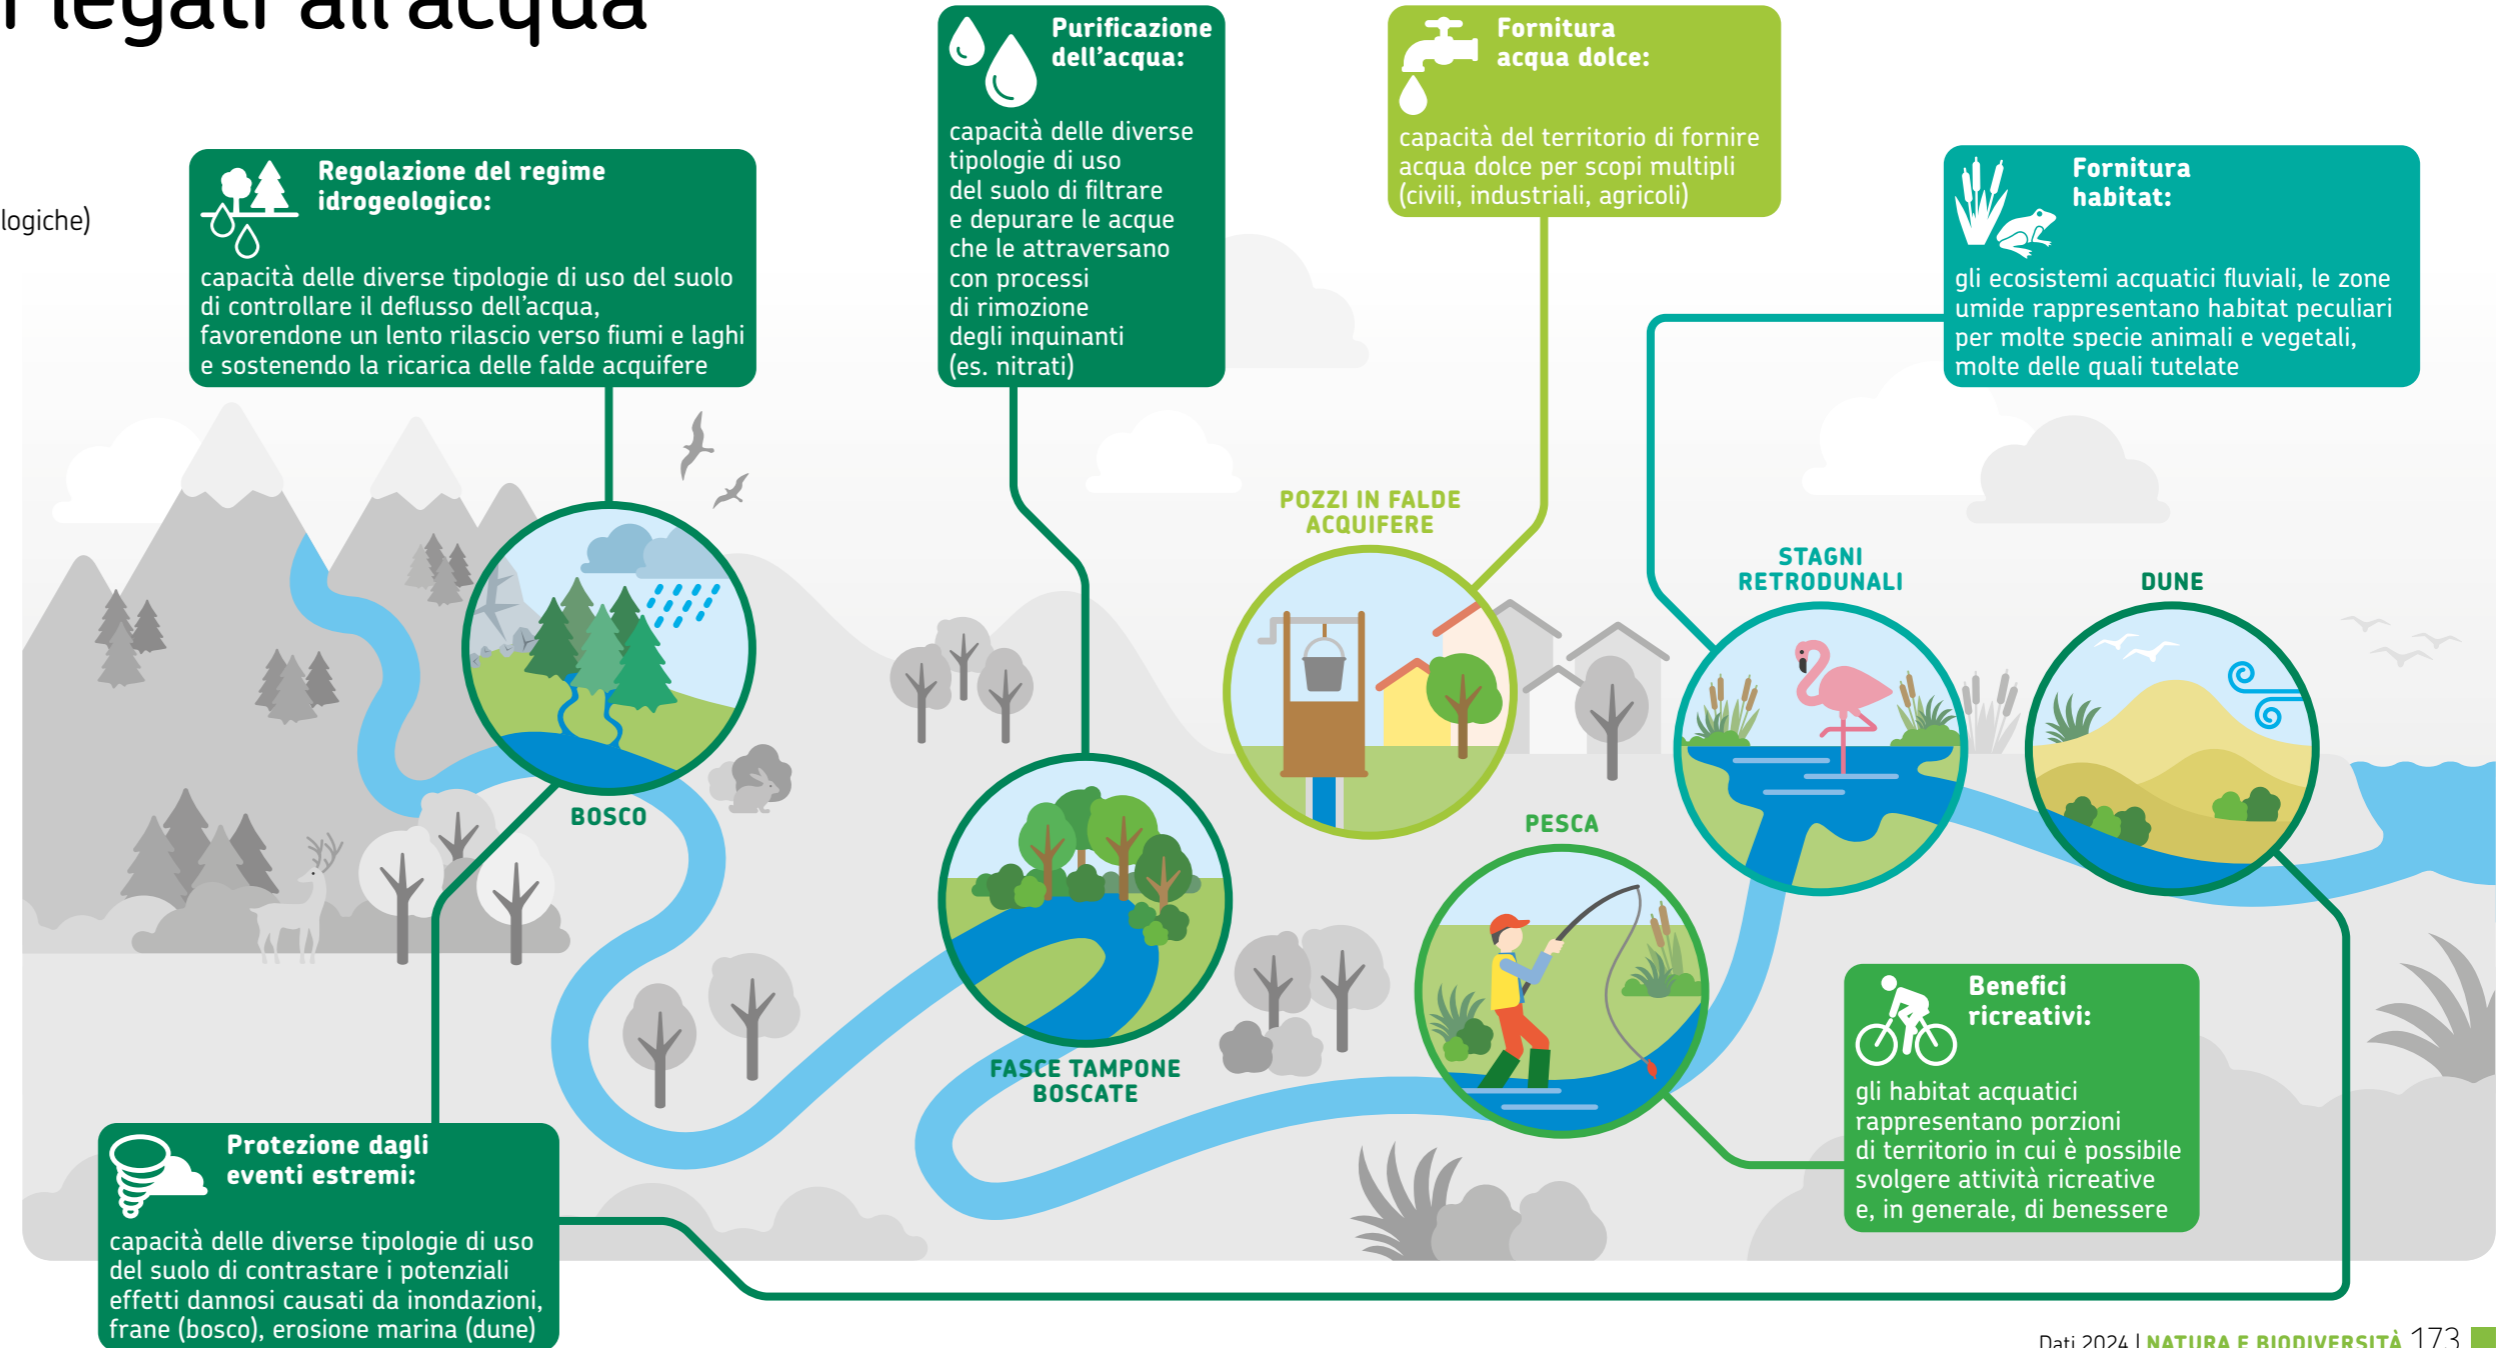 legati all'acqua
logiche)
Regolazione del regime
idrogeologico:
capacità delle diverse tipologie di uso del suolo
di controllare il deflusso dell'acqua,
favorendone un lento rilascio verso fiumi e laghi
e sostenendo la ricarica delle falde acquifere
Purificazione
dell'acqua:
capacità delle diverse
tipologie di uso
del suolo di filtrare
e depurare le acque
che le attraversano
con processi
di rimozione
degli inquinanti
(es. nitrati)
Fornitura
acqua dolce:
capacità del territorio di fornire
acqua dolce per scopi multipli
(civili, industriali, agricoli)
Fornitura
habitat:
gli ecosistemi acquatici fluviali, le zone
umide rappresentano habitat peculiari
per molte specie animali e vegetali,
molte delle quali tutelate
POZZI IN FALDE
ACQUIFERE
STAGNI
RETRODUNALI
DUNE
BOSCO
PESCA
FASCE TAMPONE
BOSCATE
Benefici
ricreativi:
gli habitat acquatici
rappresentano porzioni
di territorio in cui è possibile
svolgere attività ricreative
e, in generale, di benessere
Protezione dagli
eventi estremi:
capacità delle diverse tipologie di uso
del suolo di contrastare i potenziali
effetti dannosi causati da inondazioni,
frane (bosco), erosione marina (dune)
Dati 2024 | NATURA E BIODIVERSITÀ 173